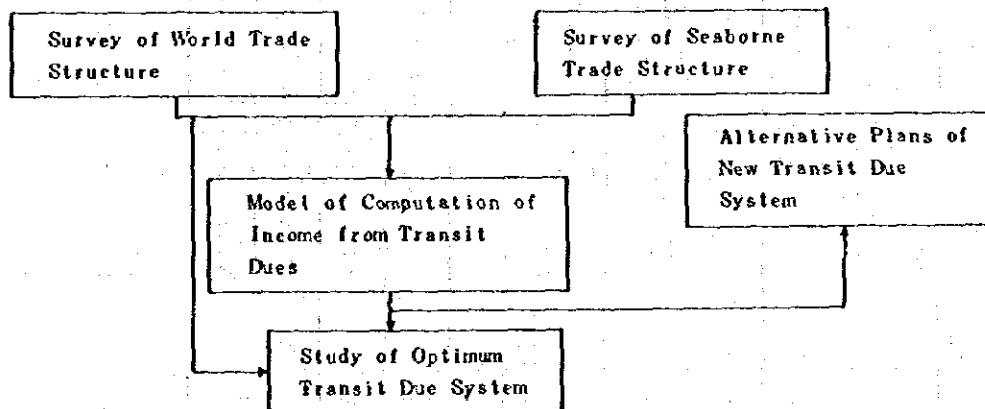 Survey of World Trade
Structure
Survey of Seaborne
Trade Structure
Alternative Plans of
New Transit Due
System
Model of Computation of
Income from Transit
Dues
Study of Optimum
Transit Due System